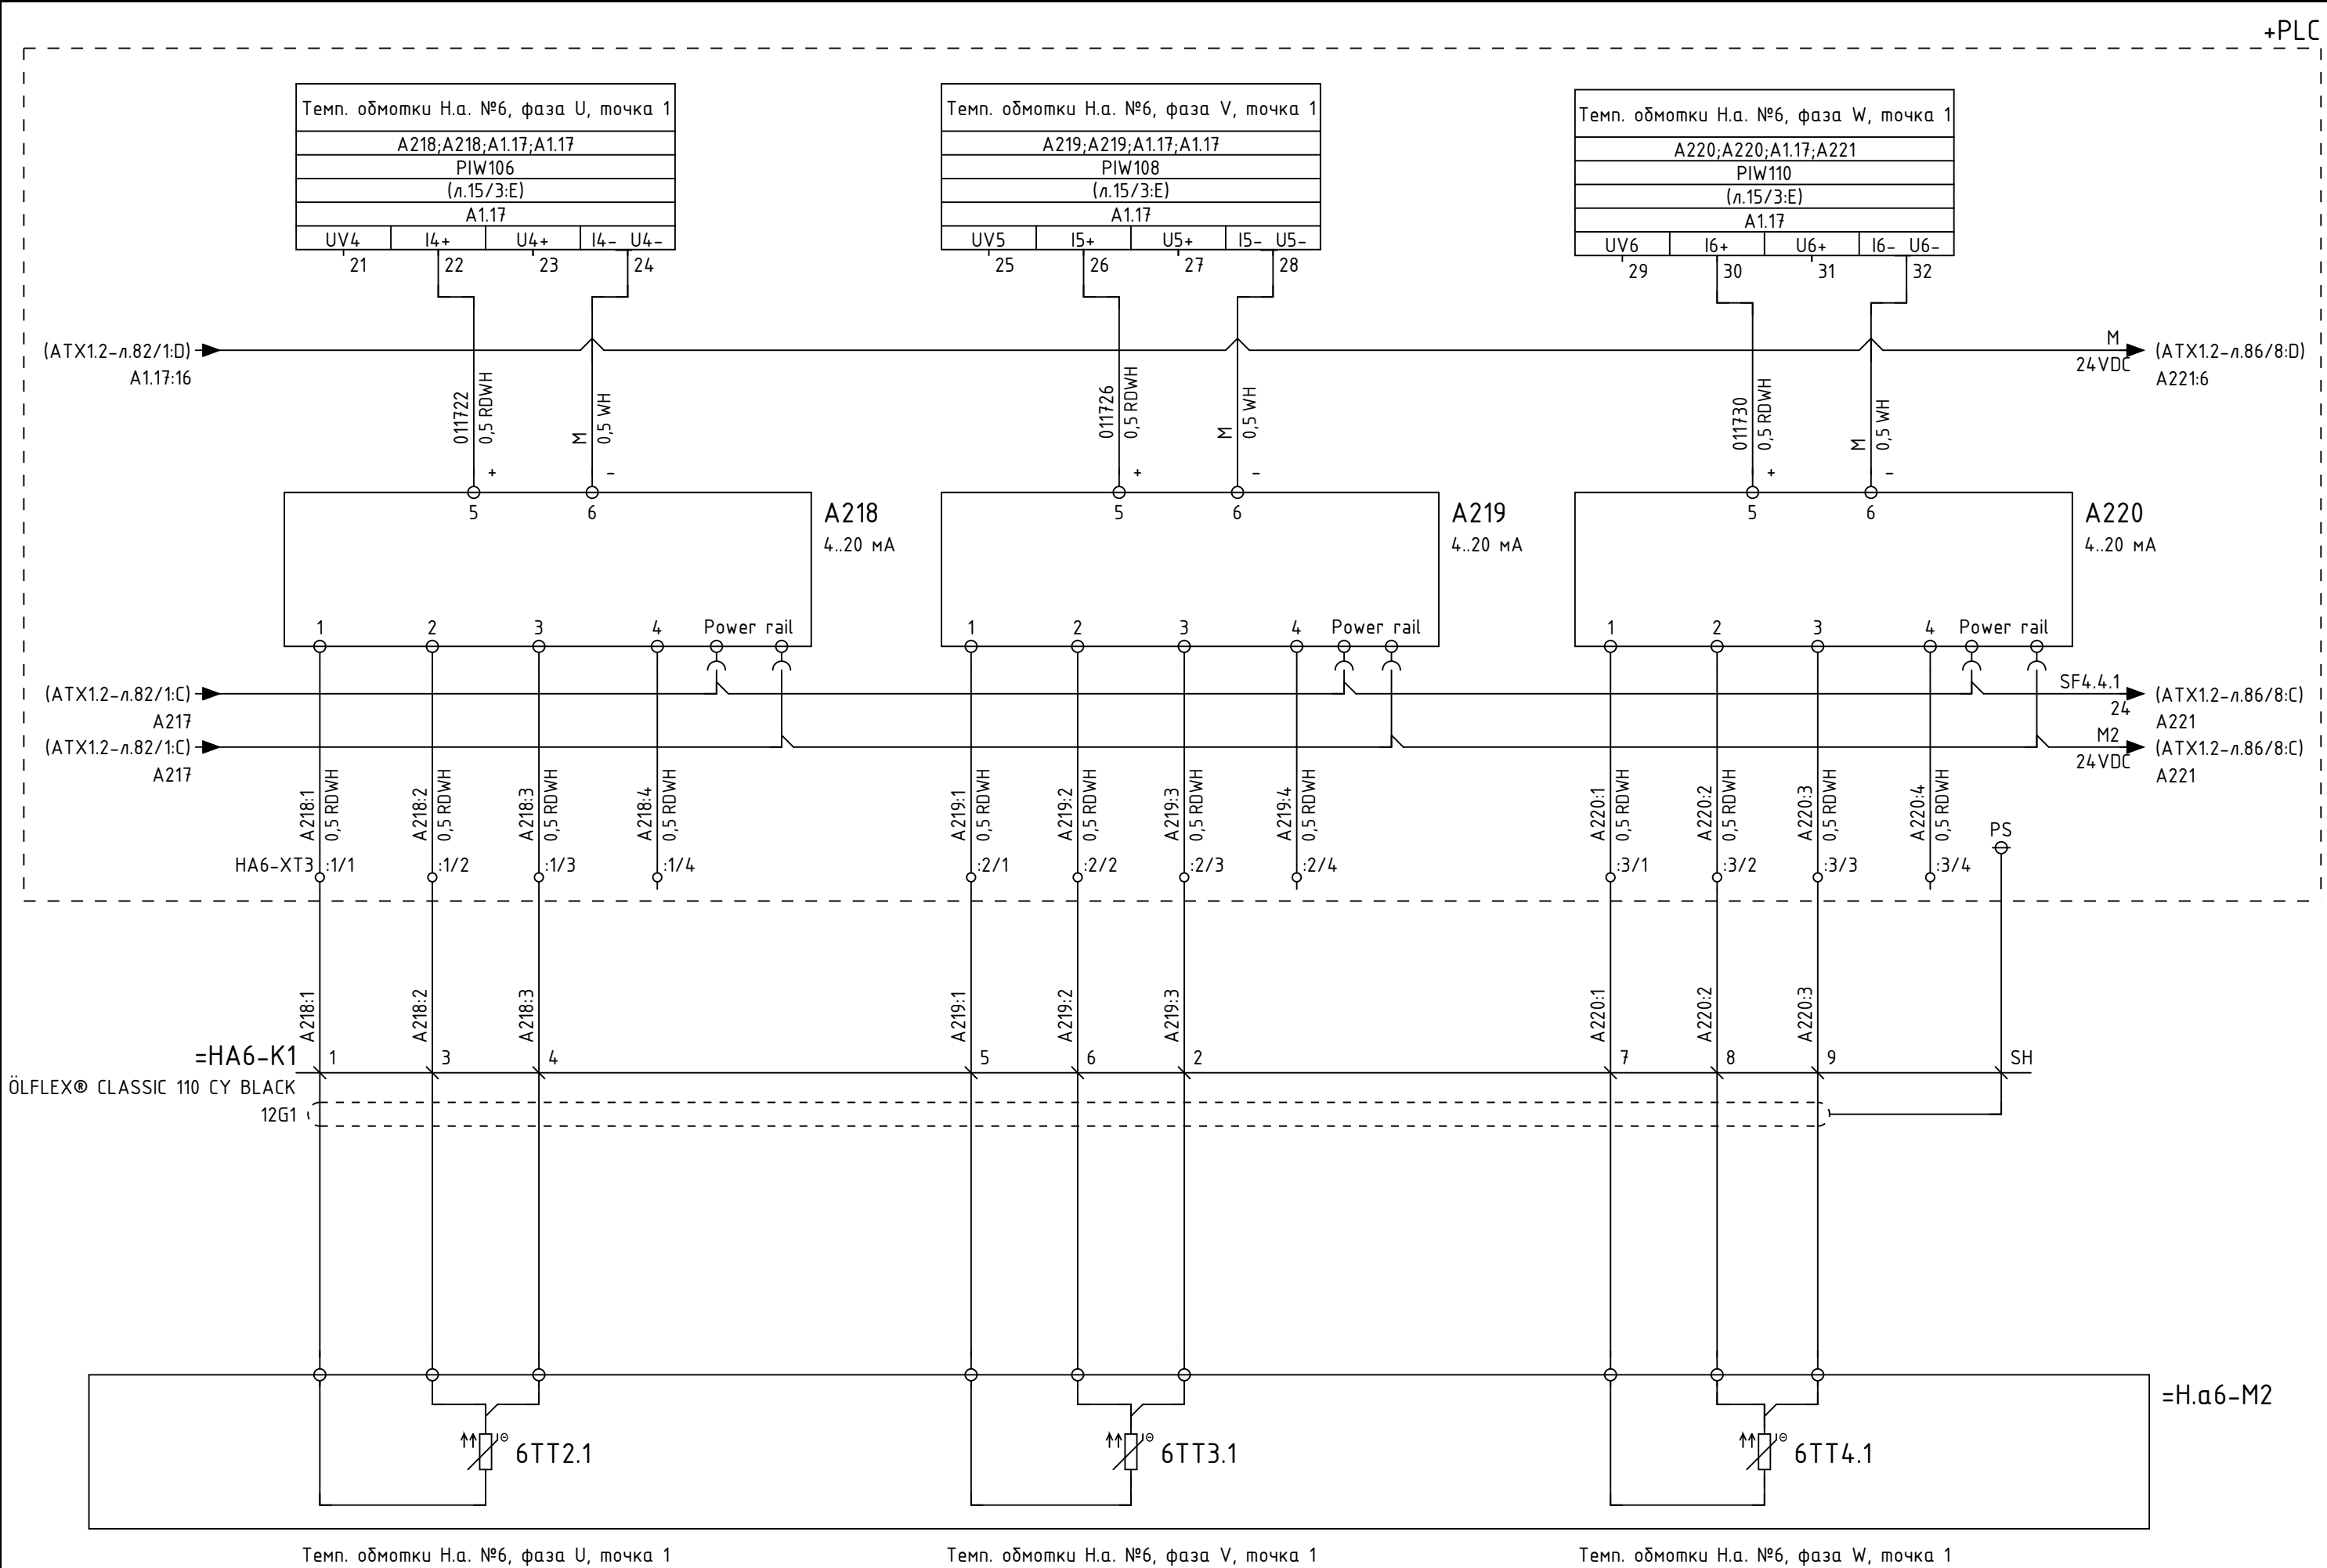 +PLC
Темп. обмотки Н.а. №6, фаза U, точка 1
A218;A218;A1.17;A1.17
PIW106
(л.15/3:E)
A1.17
UV4 I4+ U4+ I4- U4-
21 22 23 24
Темп. обмотки Н.а. №6, фаза V, точка 1
A219;A219;A1.17;A1.17
PIW108
(л.15/3:E)
A1.17
UV5 I5+ U5+ I5- U5-
25 26 27 28
Темп. обмотки Н.а. №6, фаза W, точка 1
A220;A220;A1.17;A221
PIW110
(л.15/3:E)
A1.17
UV6 I6+ U6+ I6- U6-
29 30 31 32
(ATX1.2-л.82/1:D)
A1.17:16
M
24VDC
(ATX1.2-л.86/8:D)
A221:6
011722
0,5 RDWH
M
0,5 WH
011726
0,5 RDWH
M
0,5 WH
011730
0,5 RDWH
M
0,5 WH
+ -
+ -
+ -
5 6
A218
4..20 мА
5 6
A219
4..20 мА
5 6
A220
4..20 мА
1 2 3 4 Power rail
1 2 3 4 Power rail
1 2 3 4 Power rail
(ATX1.2-л.82/1:C)
A217
SF4.4.1
24
(ATX1.2-л.86/8:C)
A221
(ATX1.2-л.82/1:C)
A217
M2
24VDC
(ATX1.2-л.86/8:C)
A221
A218:1
0,5 RDWH
A218:2
0,5 RDWH
A218:3
0,5 RDWH
A218:4
0,5 RDWH
A219:1
0,5 RDWH
A219:2
0,5 RDWH
A219:3
0,5 RDWH
A219:4
0,5 RDWH
A220:1
0,5 RDWH
A220:2
0,5 RDWH
A220:3
0,5 RDWH
A220:4
0,5 RDWH
PS
HA6-XT3 :1/1 :1/2 :1/3 :1/4
:2/1 :2/2 :2/3 :2/4
:3/1 :3/2 :3/3 :3/4
A218:1
A218:2
A218:3
A219:1
A219:2
A219:3
A220:1
A220:2
A220:3
=HA6-K1 1 3 4 5 6 2 7 8 9 SH
ÖLFLEX® CLASSIC 110 CY BLACK
12G1
=Н.а6-M2
6TT2.1
6TT3.1
6TT4.1
Темп. обмотки Н.а. №6, фаза U, точка 1
Темп. обмотки Н.а. №6, фаза V, точка 1
Темп. обмотки Н.а. №6, фаза W, точка 1